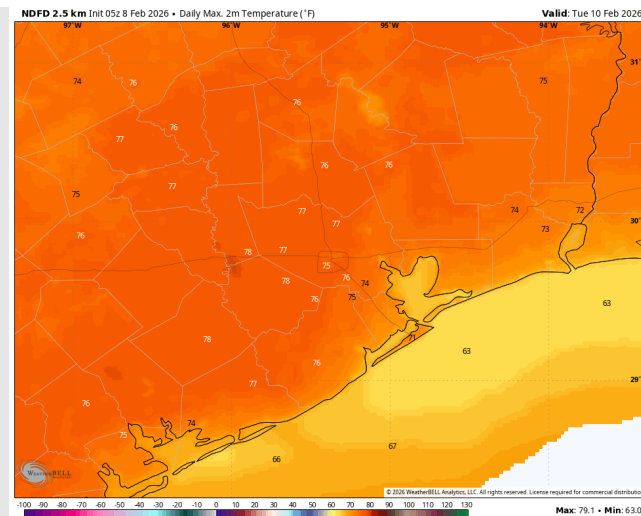 NDFD 2.5 km Init 05z 8 Feb 2026 • Daily Max. 2m Temperature (°F) Valid: Tue 10 Feb 2026
97°W 96°W 95°W 94°W
31°
74 76 75
76
77 76
76 76
77
75 77 74 72
77 30°
76 73
78 77
75
78 76 74
76 75
63
71
78 63
76 29°
77
76
74
75
67
66
WEATHERBELL
© 2026 WeatherBELL Analytics, LLC. All rights reserved. License required for commercial distributio
-100 -90 -80 -70 -60 -50 -40 -30 -20 -10 0 10 20 30 40 50 60 70 80 90 100 110 120 130
Max: 79.1 • Min: 63.0